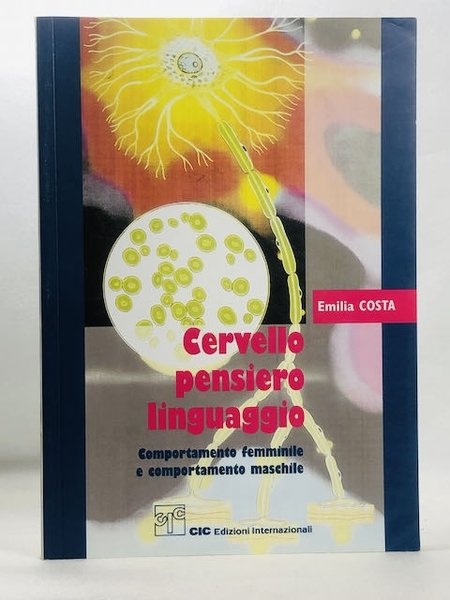 Emilia COSTA
Cervello
pensiero
linguaggio
Comportamento femminile
e comportamento maschile
CIC
CIC Edizioni Internazionali